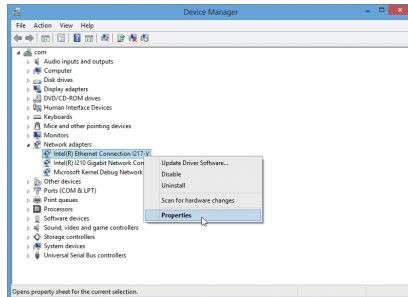 Device Manager
File Action View Help
com
Audio inputs and outputs
Computer
Disk drives
Display adapters
DVD/CD-ROM drives
Human Interface Devices
Keyboards
Mice and other pointing devices
Monitors
Network adapters
Intel(R) Ethernet Connection I217-V
Intel(R) I210 Gigabit Network Con
Microsoft Kernel Debug Network
Other devices
Ports (COM & LPT)
Print queues
Processors
Software devices
Sound, video and game controllers
Storage controllers
System devices
Universal Serial Bus controllers
Update Driver Software...
Disable
Uninstall
Scan for hardware changes
Properties
Opens property sheet for the current selection.